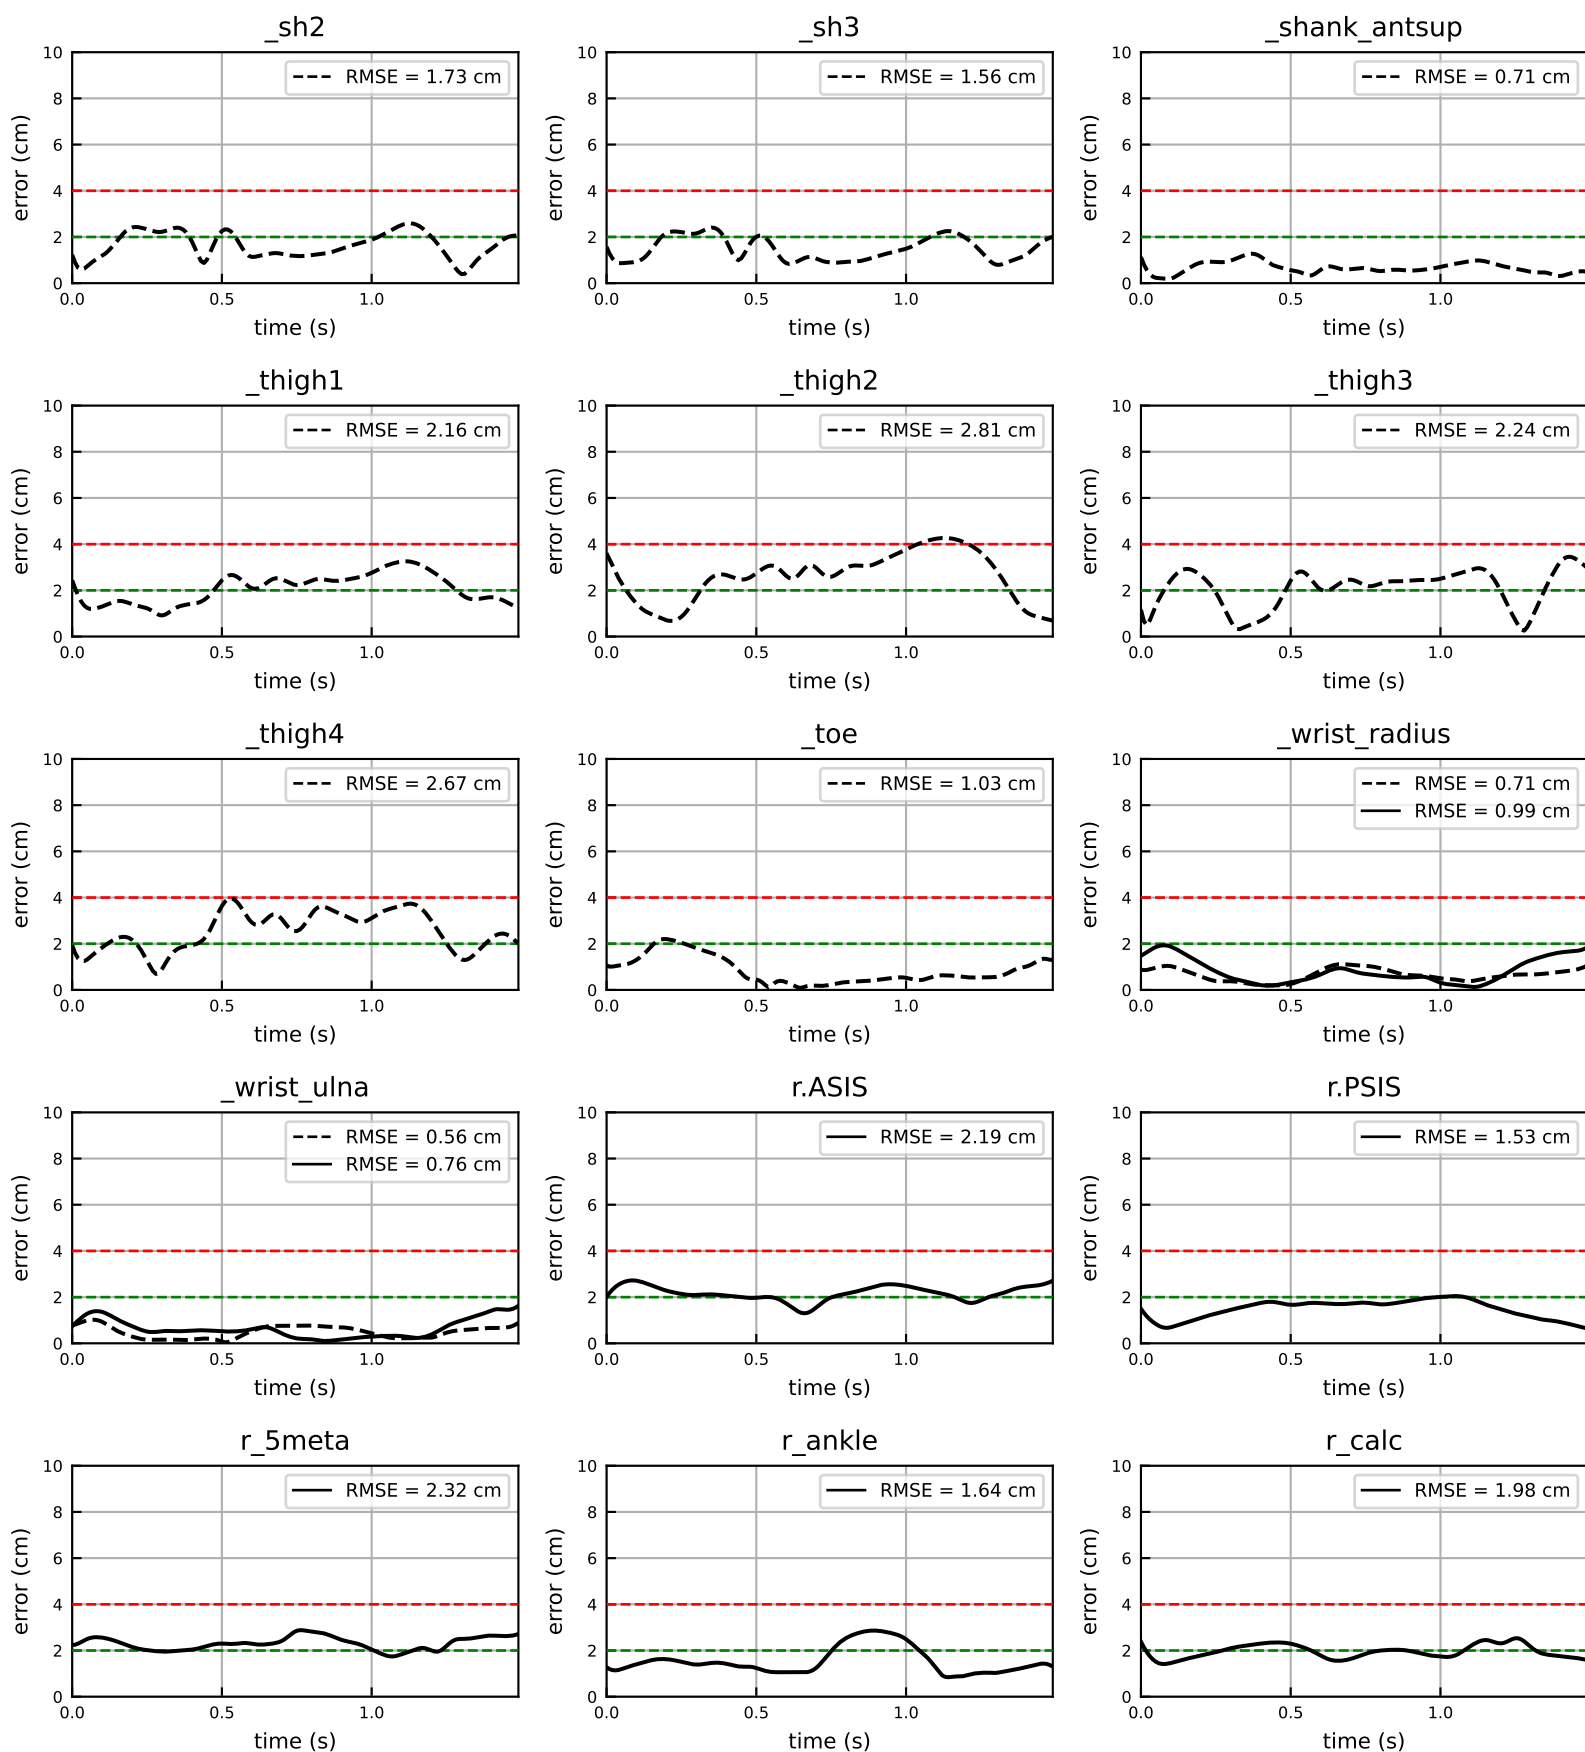 _sh2
10
8
6
4
2
0
error (cm)
RMSE = 1.73 cm
0.0 0.5 1.0
time (s)
_sh3
10
8
6
4
2
0
error (cm)
RMSE = 1.56 cm
0.0 0.5 1.0
time (s)
_shank_antsup
10
8
6
4
2
0
error (cm)
RMSE = 0.71 cm
0.0 0.5 1.0
time (s)
_thigh1
10
8
6
4
2
0
error (cm)
RMSE = 2.16 cm
0.0 0.5 1.0
time (s)
_thigh2
10
8
6
4
2
0
error (cm)
RMSE = 2.81 cm
0.0 0.5 1.0
time (s)
_thigh3
10
8
6
4
2
0
error (cm)
RMSE = 2.24 cm
0.0 0.5 1.0
time (s)
_thigh4
10
8
6
4
2
0
error (cm)
RMSE = 2.67 cm
0.0 0.5 1.0
time (s)
_toe
10
8
6
4
2
0
error (cm)
RMSE = 1.03 cm
0.0 0.5 1.0
time (s)
_wrist_radius
10
8
6
4
2
0
error (cm)
RMSE = 0.71 cm
RMSE = 0.99 cm
0.0 0.5 1.0
time (s)
_wrist_ulna
10
8
6
4
2
0
error (cm)
RMSE = 0.56 cm
RMSE = 0.76 cm
0.0 0.5 1.0
time (s)
r.ASIS
10
8
6
4
2
0
error (cm)
RMSE = 2.19 cm
0.0 0.5 1.0
time (s)
r.PSIS
10
8
6
4
2
0
error (cm)
RMSE = 1.53 cm
0.0 0.5 1.0
time (s)
r_5meta
10
8
6
4
2
0
error (cm)
RMSE = 2.32 cm
0.0 0.5 1.0
time (s)
r_ankle
10
8
6
4
2
0
error (cm)
RMSE = 1.64 cm
0.0 0.5 1.0
time (s)
r_calc
10
8
6
4
2
0
error (cm)
RMSE = 1.98 cm
0.0 0.5 1.0
time (s)